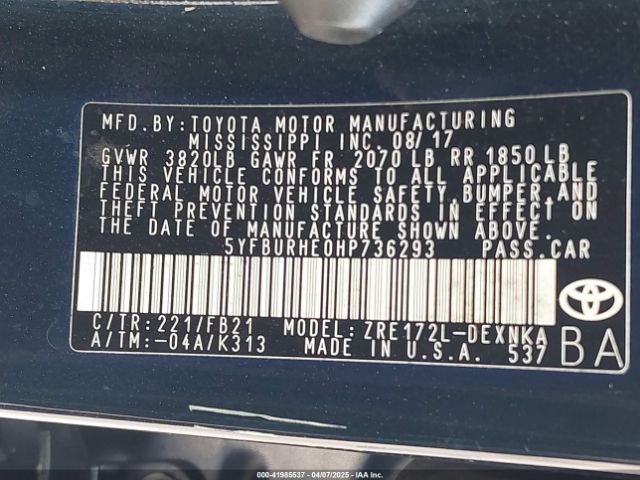 MFD.BY:TOYOTA MOTOR MANUFACTURING
MISSISSIPPI INC. 08/17
GVWR 3820LB GAWR FR 2070 LB RR 1850LB
THIS VEHICLE CONFORMS TO ALL APPLICABLE
FEDERAL MOTOR VEHICLE SAFETY,BUMPER,AND
THEFT PREVENTION STANDARDS IN EFFECT ON
THE DATE OF MANUFACTURE SHOWN ABOVE.
5YFBURHE0HP736293 PASS.CAR
C/TR:221/FB21 MODEL:ZRE172L-DEXNKA
A/TM:-04A/K313 MADE IN U.S.A. 537
BA
000-41985537 - 04/07/2025 - IAA Inc.